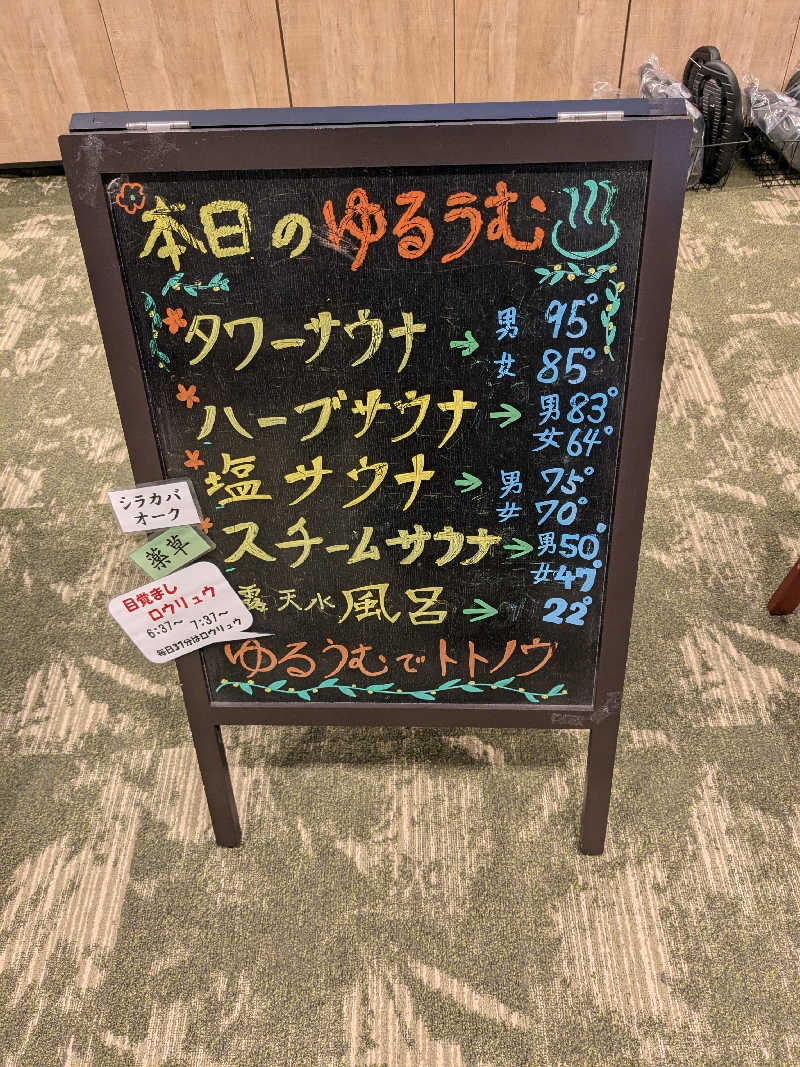 本日のゆるうむ
タワーサウナ → 男 95°
女 85°
ハーブサウナ → 男 83°
女 64°
塩サウナ → 男 75°
女 70°
シラカバ
オーク
スチームサウナ → 男 50°
女 47°
薬草
露天水風呂 → 22°
目覚まし
ロウリュウ
6:37～ 7:37～
毎日37分はロウリュウ
ゆるうむでトトノウ